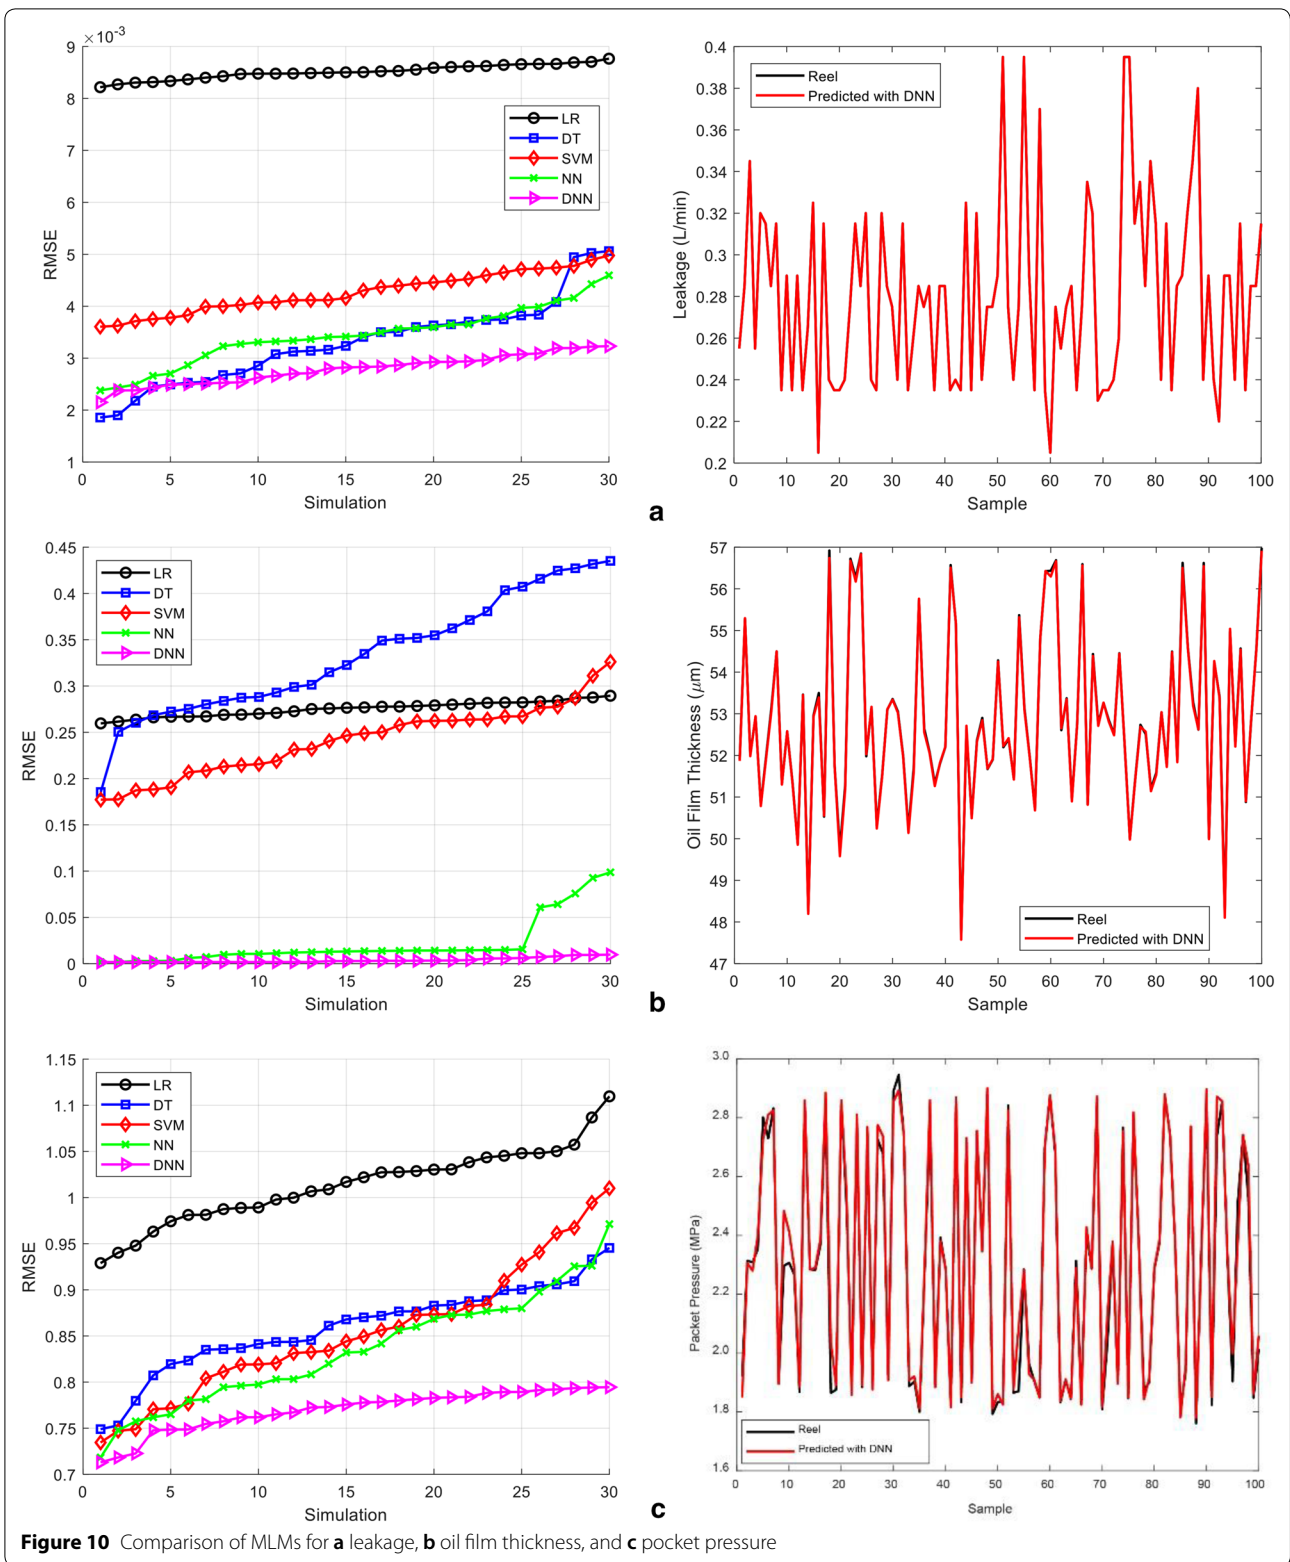 ×10⁻³
9
8
7
6
5
4
3
2
1
RMSE
LR
DT
SVM
NN
DNN
0 5 10 15 20 25 30
Simulation
0.4
0.38
0.36
0.34
0.32
0.3
0.28
0.26
0.24
0.22
0.2
Leakage (L/min)
Reel
Predicted with DNN
0 10 20 30 40 50 60 70 80 90 100
Sample
a
0.45
0.4
0.35
0.3
0.25
0.2
0.15
0.1
0.05
0
RMSE
LR
DT
SVM
NN
DNN
0 5 10 15 20 25 30
Simulation
57
56
55
54
53
52
51
50
49
48
47
Oil Film Thickness (μm)
Reel
Predicted with DNN
0 10 20 30 40 50 60 70 80 90 100
Sample
b
1.15
1.1
1.05
1
0.95
0.9
0.85
0.8
0.75
0.7
RMSE
LR
DT
SVM
NN
DNN
0 5 10 15 20 25 30
Simulation
3.0
2.8
2.6
2.4
2.2
2.0
1.8
1.6
Packet Pressure (MPa)
Reel
Predicted with DNN
0 10 20 30 40 50 60 70 80 90 100
Sample
c
Figure 10 Comparison of MLMs for a leakage, b oil film thickness, and c pocket pressure